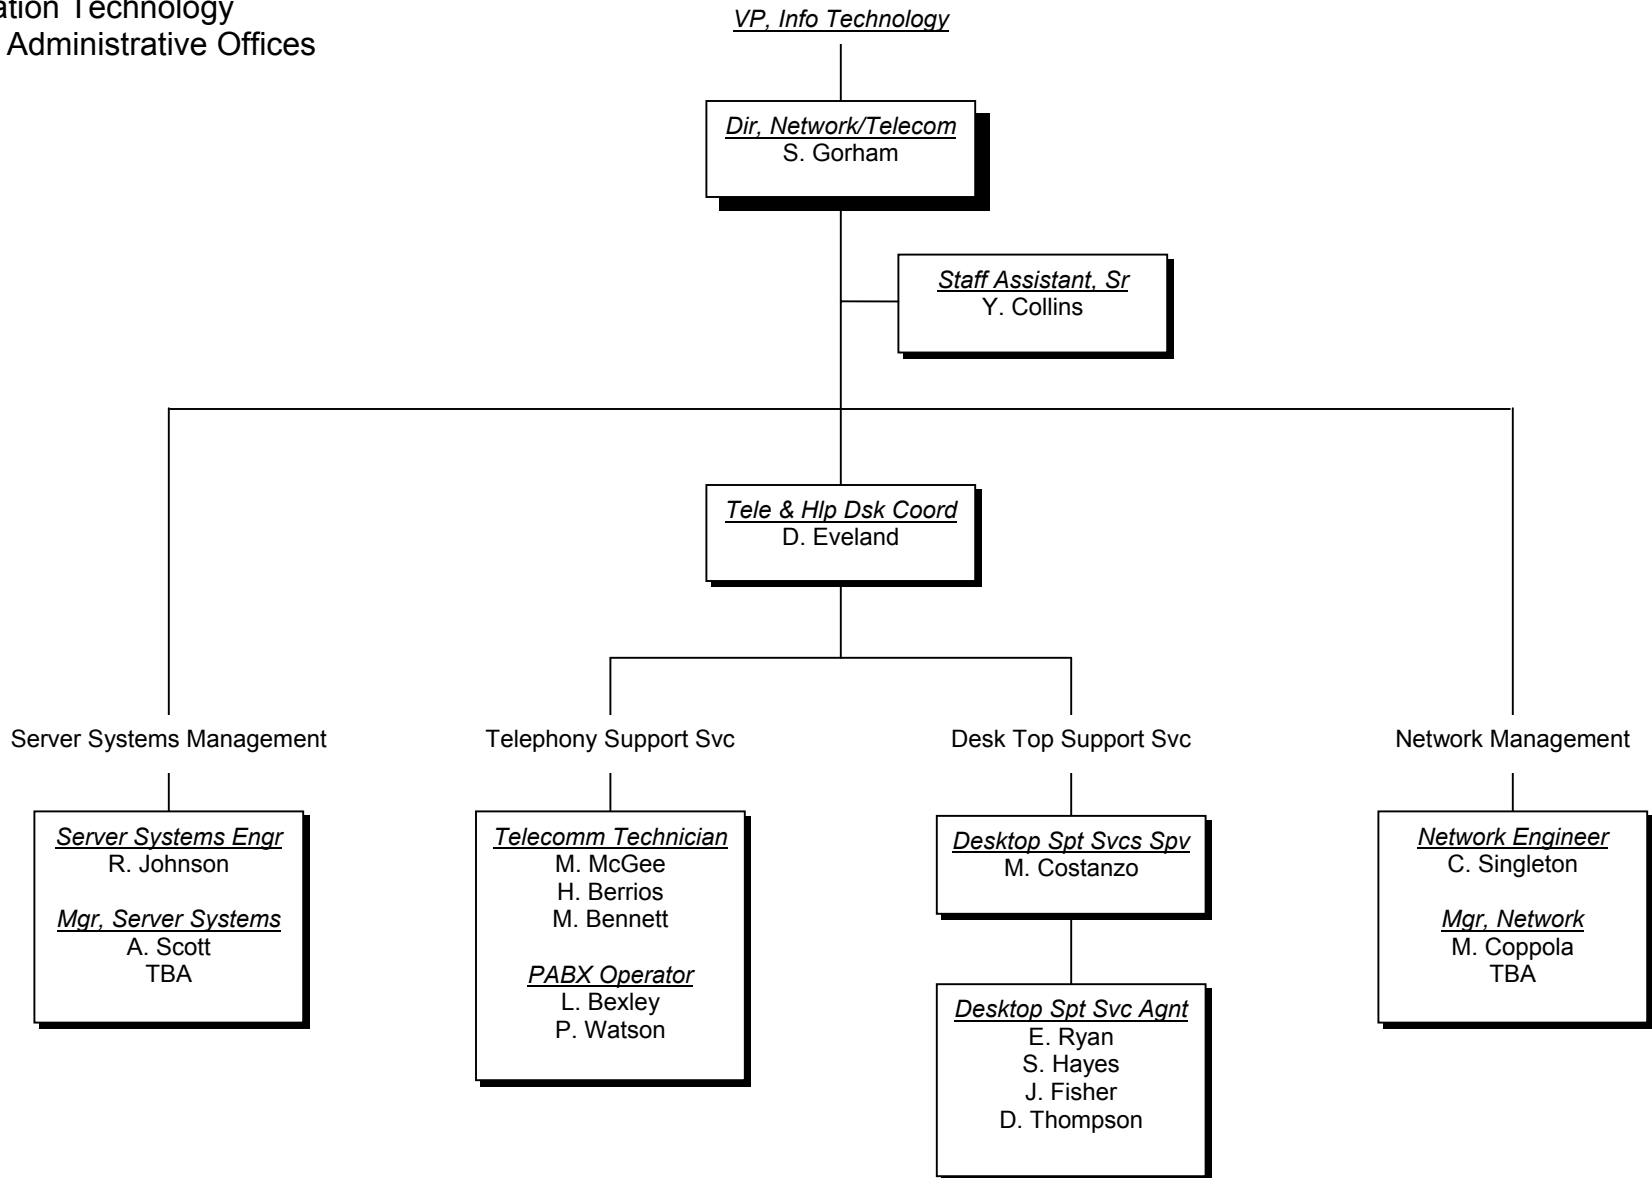 Technology
Administrative Offices
VP, Info Technology
Dir, Network/Telecom
S. Gorham
Staff Assistant, Sr
Y. Collins
Tele & Hlp Dsk Coord
D. Eveland
Server Systems Management
Telephony Support Svc
Desk Top Support Svc
Network Management
Server Systems Engr
R. Johnson
Mgr, Server Systems
A. Scott
TBA
Telecomm Technician
M. McGee
H. Berrios
M. Bennett
PABX Operator
L. Bexley
P. Watson
Desktop Spt Svcs Spv
M. Costanzo
Desktop Spt Svc Agnt
E. Ryan
S. Hayes
J. Fisher
D. Thompson
Network Engineer
C. Singleton
Mgr, Network
M. Coppola
TBA